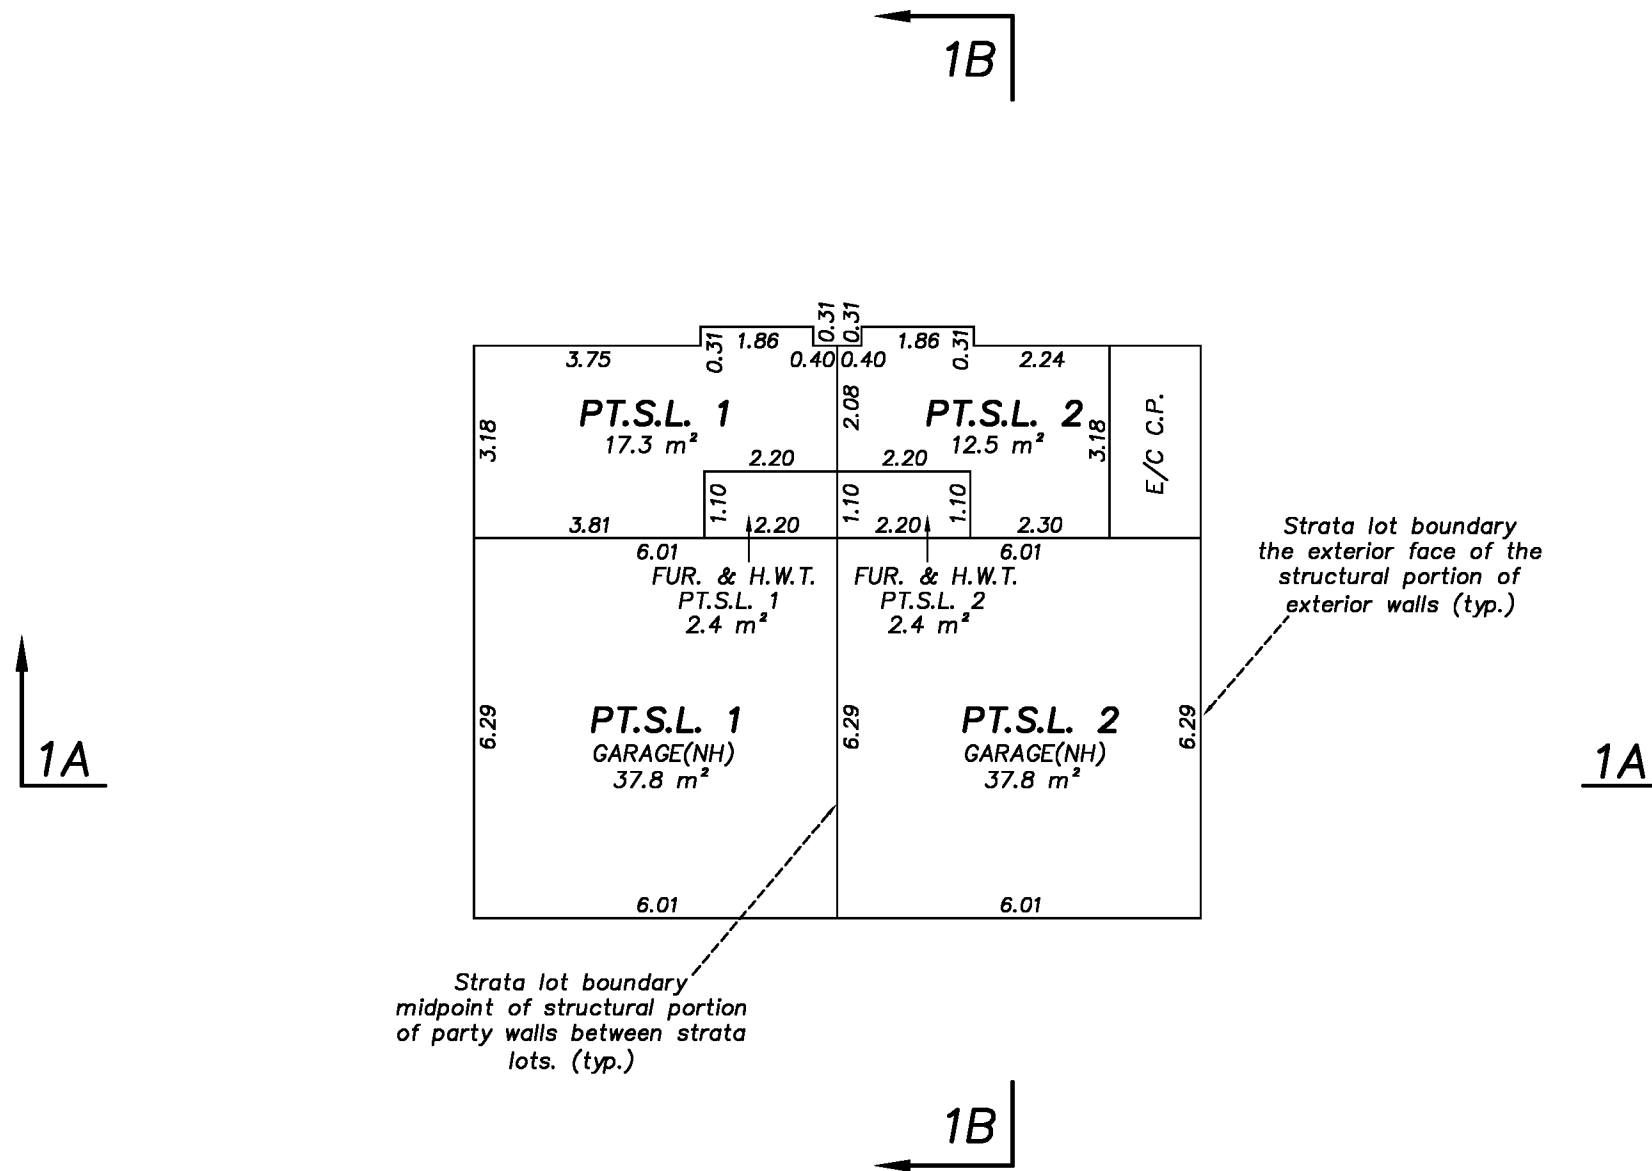 1B
0.31 0.31
3.75 0.31 1.86 0.40 0.40 1.86 0.31 2.24
3.18 PT.S.L. 1 2.08 PT.S.L. 2 3.18 E/C C.P.
17.3 m² 12.5 m²
2.20 2.20
1.10 1.10 1.10
3.81 2.20 2.20 2.30
6.01 6.01
FUR. & H.W.T. FUR. & H.W.T.
PT.S.L. 1 PT.S.L. 2
2.4 m² 2.4 m²
Strata lot boundary
the exterior face of the
structural portion of
exterior walls (typ.)
6.29 PT.S.L. 1 6.29 PT.S.L. 2 6.29
GARAGE(NH) GARAGE(NH)
37.8 m² 37.8 m²
1A 1A
6.01 6.01
Strata lot boundary
midpoint of structural portion
of party walls between strata
lots. (typ.)
1B